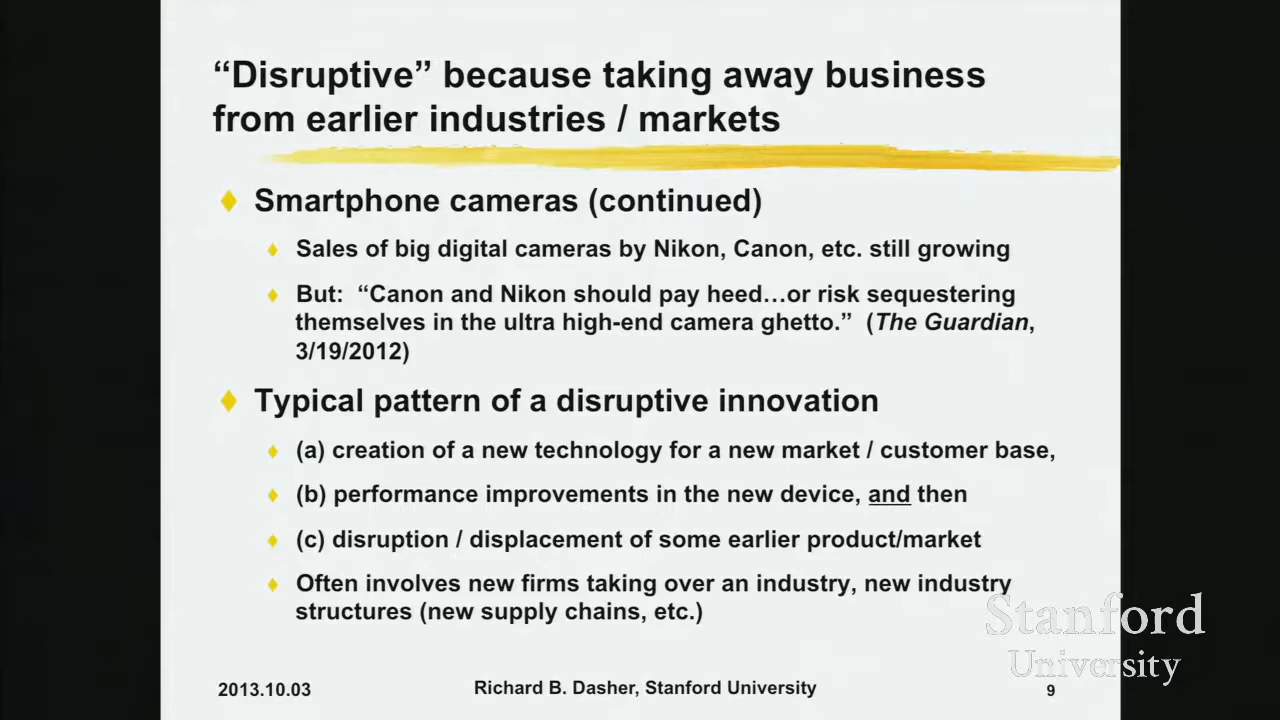 “Disruptive” because taking away business
from earlier industries / markets
Smartphone cameras (continued)
Sales of big digital cameras by Nikon, Canon, etc. still growing
But:  “Canon and Nikon should pay heed…or risk sequestering
themselves in the ultra high-end camera ghetto.”  (The Guardian,
3/19/2012)
Typical pattern of a disruptive innovation
(a) creation of a new technology for a new market / customer base,
(b) performance improvements in the new device, and then
(c) disruption / displacement of some earlier product/market
Often involves new firms taking over an industry, new industry
structures (new supply chains, etc.)
Stanford
University
2013.10.03
Richard B. Dasher, Stanford University
9